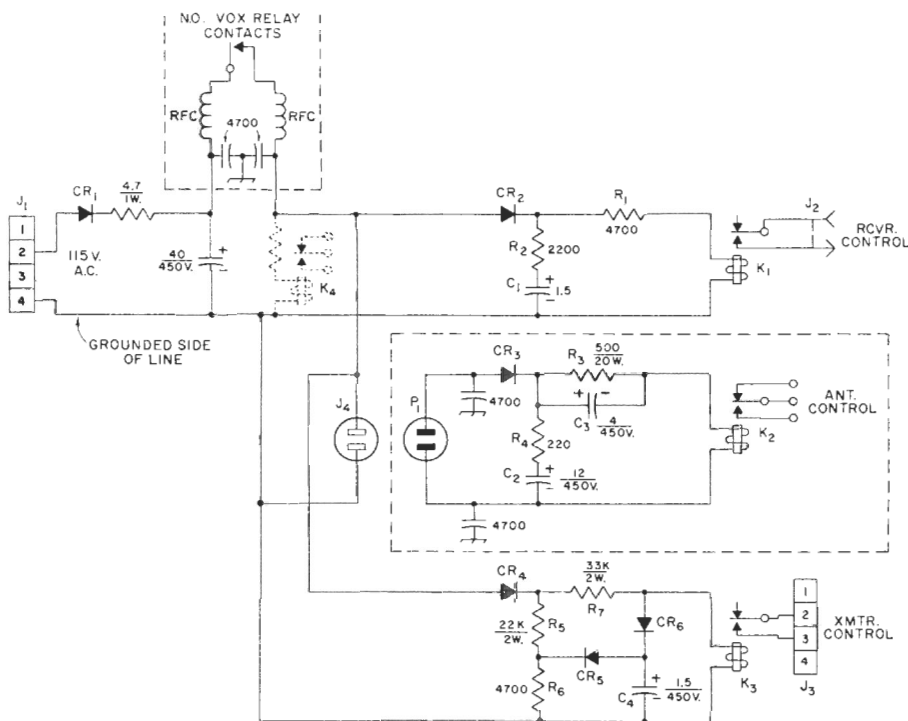 N.O. VOX RELAY
CONTACTS
RFC
RFC
4700
J1
1
2
3
4
CR1
4.7
1W.
115V.
A.C.
40
450V.
+
−
K4
GROUNDED SIDE
OF LINE
CR2
R1
4700
R2
2200
C1
+
−
1.5
K1
J2
RCVR.
CONTROL
J4
P1
4700
CR3
R3
500
20W.
+
−
C3
4
450V.
R4
220
C2
+
−
12
450V.
4700
K2
ANT.
CONTROL
CR4
33K
2W.
R7
22K
2W.
R5
CR6
CR5
4700
R6
C4
+
−
1.5
450V.
K3
1
2
3
4
J3
XMTR.
CONTROL